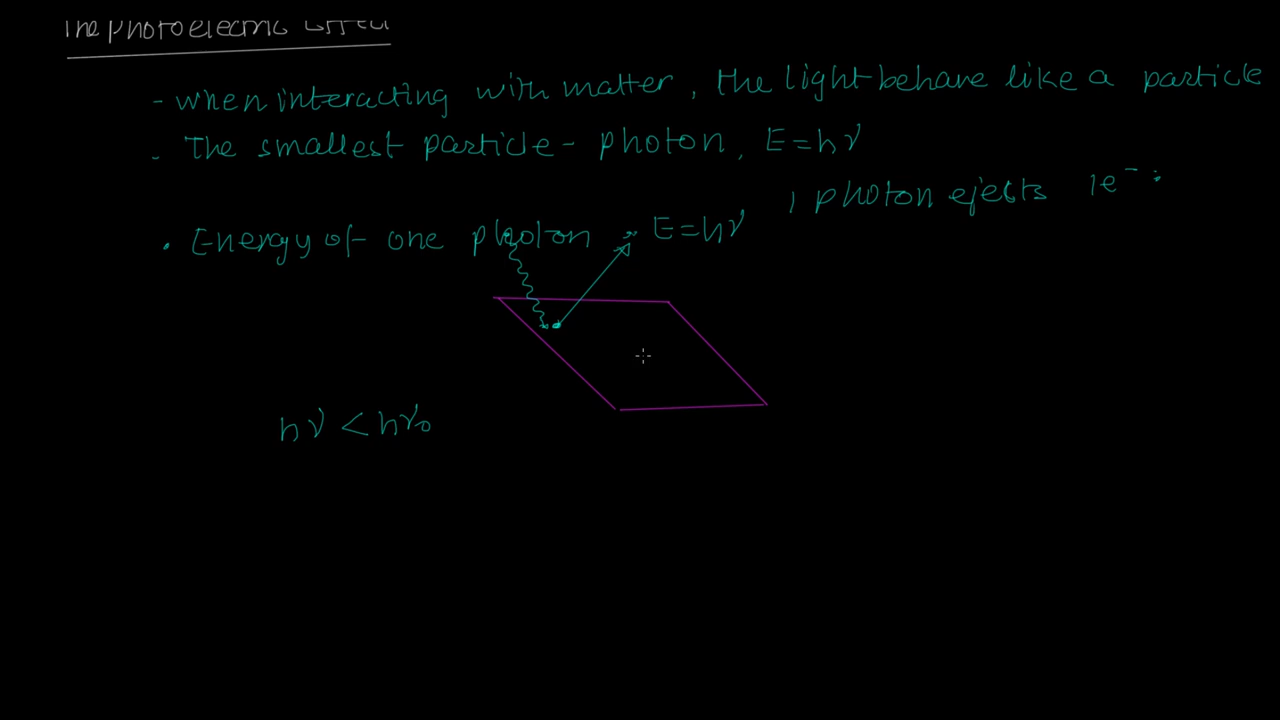 The photoelectric effect
- when interacting with matter, the light behave like a particle
- The smallest particle - photon, E=hν
1 photon ejects 1e⁻:
• Energy of one photon E=hν
hν < hν₀